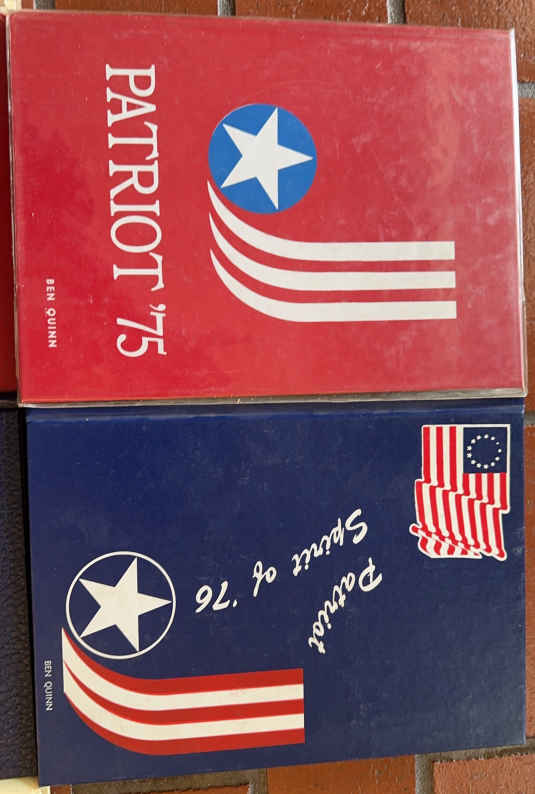 PATRIOT '75
BEN QUINN
Patriot
Spirit of '76
BEN QUINN